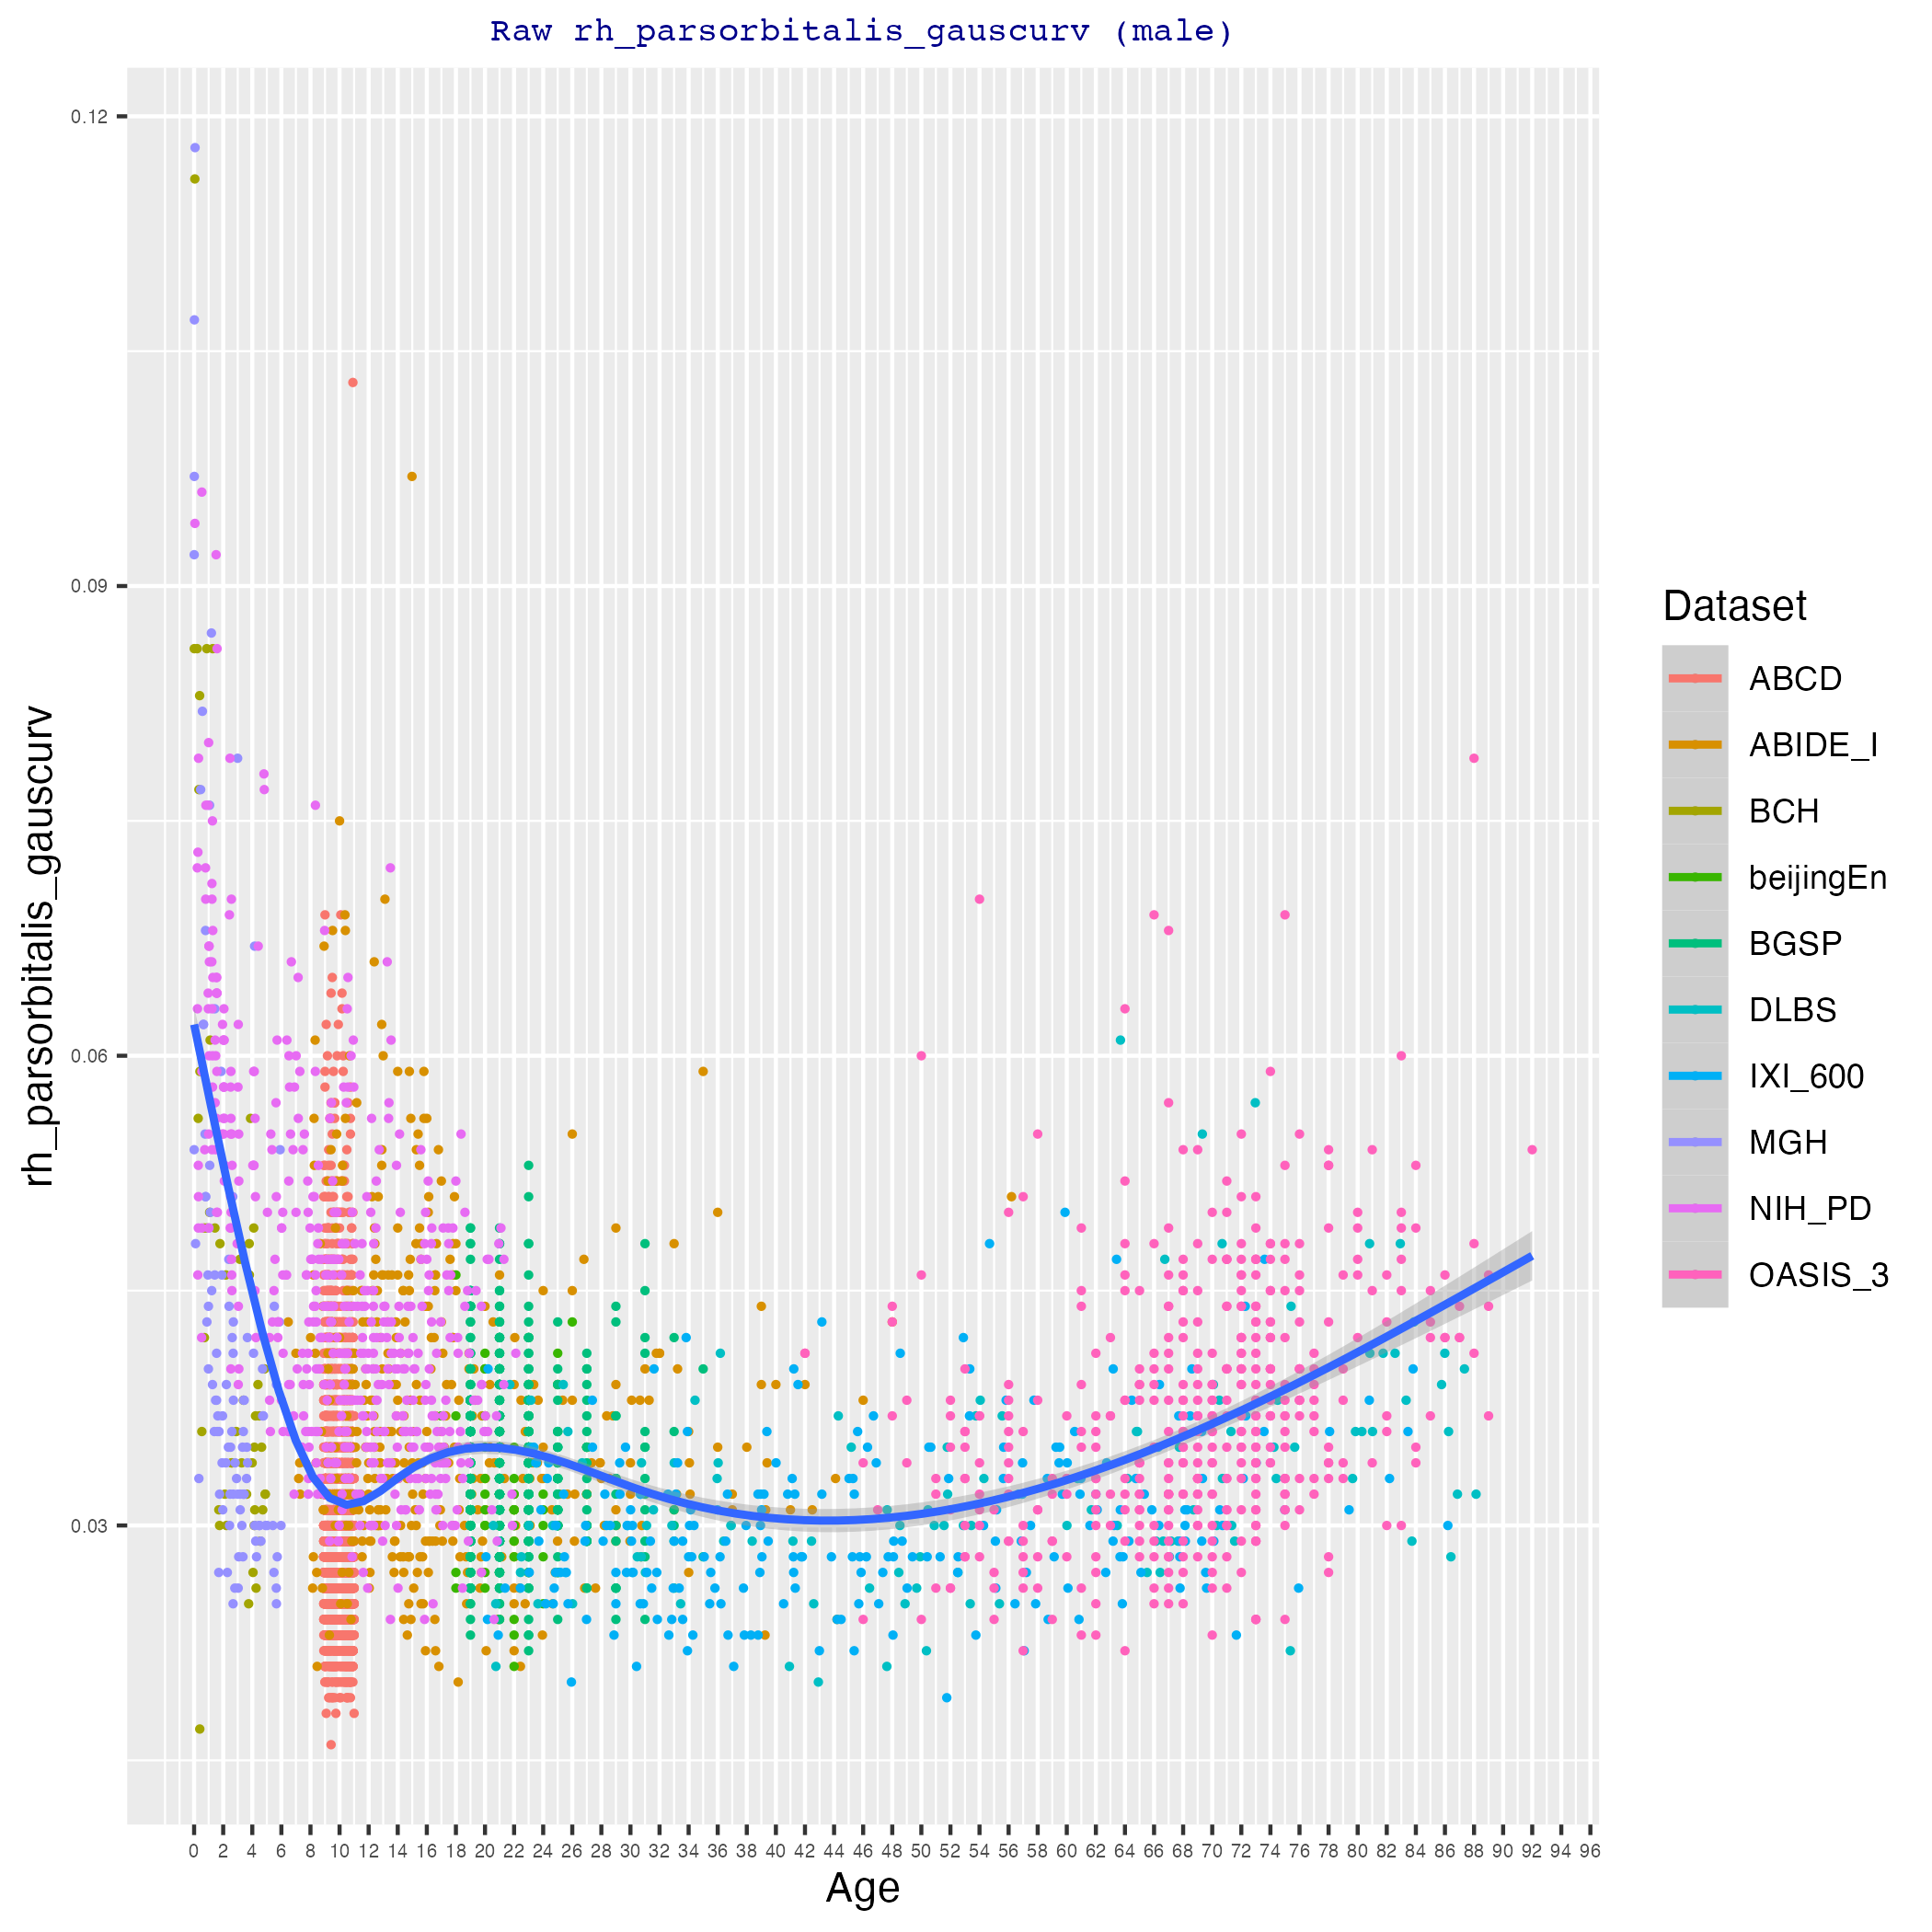 Raw rh_parsorbitalis_gauscurv (male)
0.12
0.09
0.06
0.03
rh_parsorbitalis_gauscurv
0 2 4 6 8 10 12 14 16 18 20 22 24 26 28 30 32 34 36 38 40 42 44 46 48 50 52 54 56 58 60 62 64 66 68 70 72 74 76 78 80 82 84 86 88 90 92 94 96
Age
Dataset
ABCD
ABIDE_I
BCH
beijingEn
BGSP
DLBS
IXI_600
MGH
NIH_PD
OASIS_3